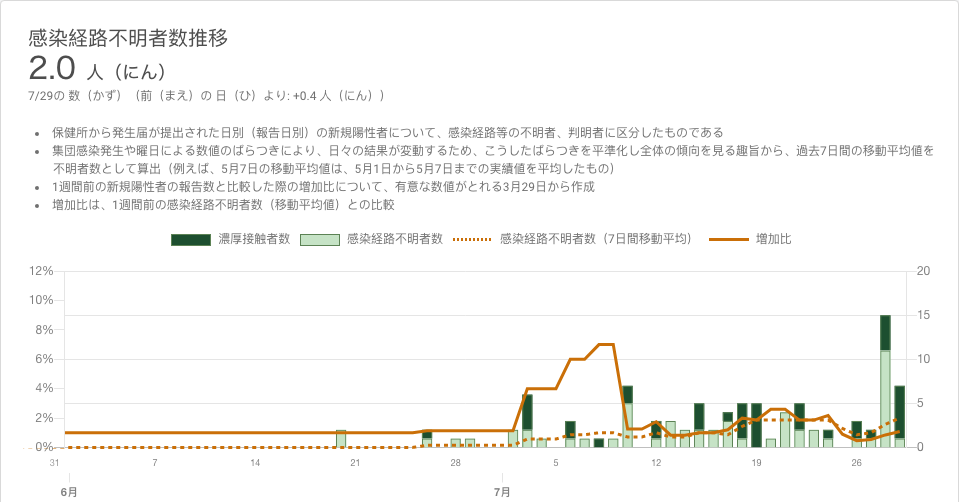 感染経路不明者数推移
2.0 人（にん）
7/29の 数（かず）（前（まえ）の 日（ひ）より: +0.4 人（にん））
• 保健所から発生届が提出された日別（報告日別）の新規陽性者について、感染経路等の不明者、判明者に区分したものである
• 集団感染発生や曜日による数値のばらつきにより、日々の結果が変動するため、こうしたばらつきを平準化し全体の傾向を見る趣旨から、過去7日間の移動平均値を
不明者数として算出（例えば、5月7日の移動平均値は、5月1日から5月7日までの実績値を平均したもの）
• 1週間前の新規陽性者の報告数と比較した際の増加比について、有意な数値がとれる3月29日から作成
• 増加比は、1週間前の感染経路不明者数（移動平均値）との比較
濃厚接触者数 感染経路不明者数 感染経路不明者数（7日間移動平均） 増加比
12% 20
10% 15
8%
6% 10
4%
2% 5
0% 0
31 7 14 21 28 5 12 19 26
6月 7月